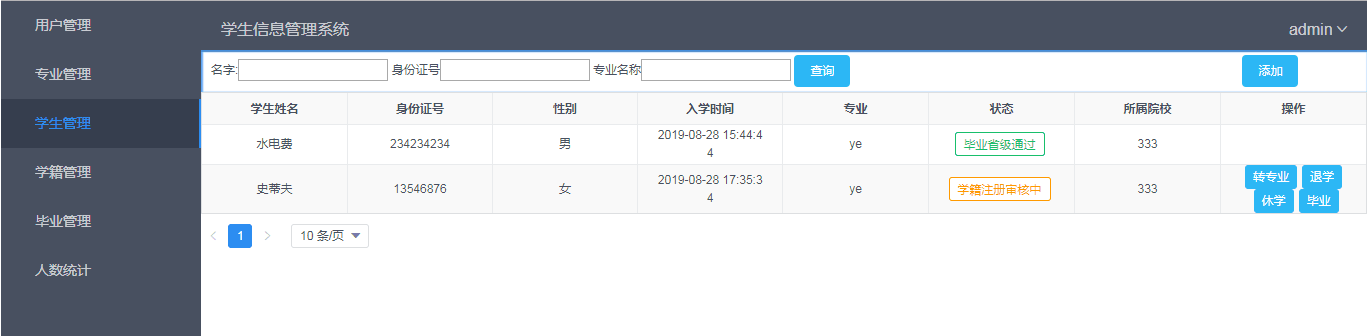 用户管理
专业管理
学生管理
学籍管理
毕业管理
人数统计
学生信息管理系统
admin
名字: 身份证号 专业名称 查询 添加
学生姓名 身份证号 性别 入学时间 专业 状态 所属院校 操作
水电费 234234234 男 2019-08-28 15:44:4
4 ye 毕业省级通过 333
史蒂夫 13546876 女 2019-08-28 17:35:3
4 ye 学籍注册审核中 333 转专业 退学
休学 毕业
1 10 条/页